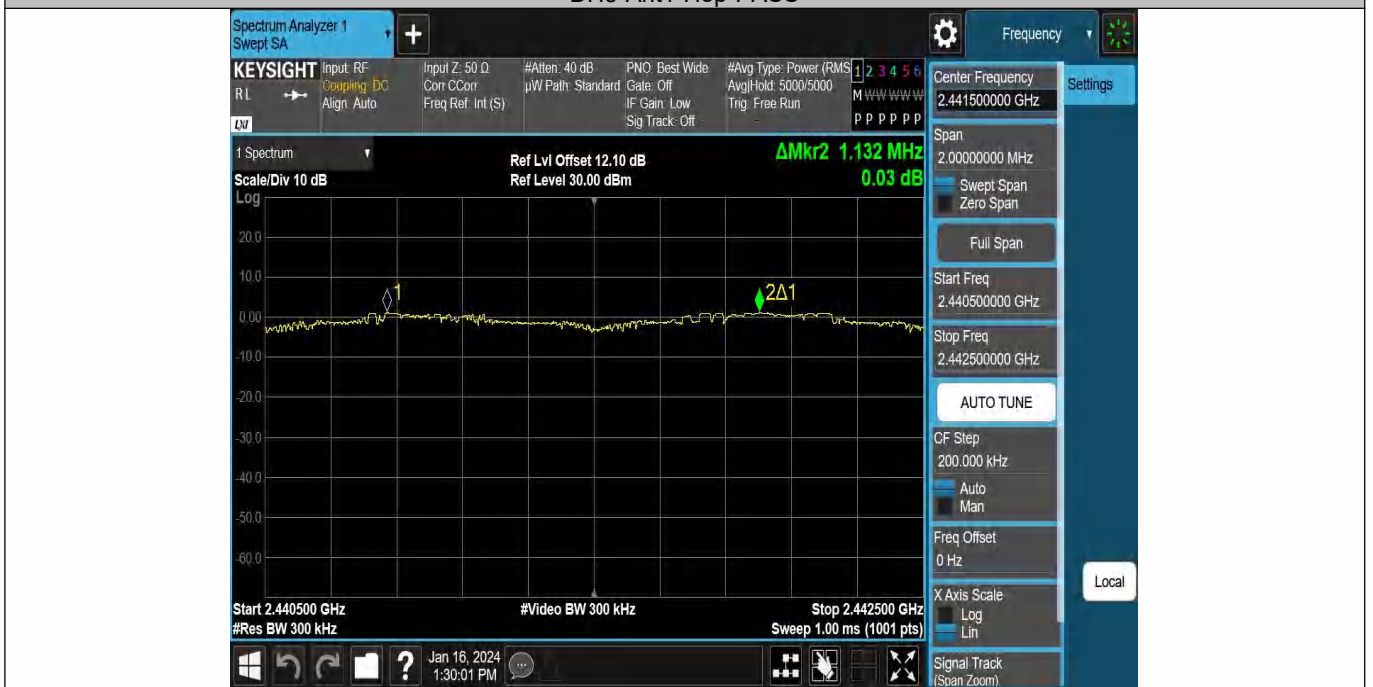 Spectrum Analyzer 1
Swept SA
+
Frequency
KEYSIGHT
RL
LXI
Input: RF
Coupling: DC
Align: Auto
Input Z: 50 Ω
Corr CCorr
Freq Ref: Int (S)
#Atten: 40 dB
µW Path: Standard
PNO: Best Wide
Gate: Off
IF Gain: Low
Sig Track: Off
#Avg Type: Power (RMS
Avg|Hold: 5000/5000
Trig: Free Run
1 2 3 4 5 6
M W W W W W
P P P P P P
1 Spectrum
Scale/Div 10 dB
Log
Ref Lvl Offset 12.10 dB
Ref Level 30.00 dBm
ΔMkr2 1.132 MHz
0.03 dB
20.0
10.0
0.00
-10.0
-20.0
-30.0
-40.0
-50.0
-60.0
1
2Δ1
Start 2.440500 GHz
#Res BW 300 kHz
#Video BW 300 kHz
Stop 2.442500 GHz
Sweep 1.00 ms (1001 pts)
Center Frequency
2.441500000 GHz
Settings
Span
2.00000000 MHz
Swept Span
Zero Span
Full Span
Start Freq
2.440500000 GHz
Stop Freq
2.442500000 GHz
AUTO TUNE
CF Step
200.000 kHz
Auto
Man
Freq Offset
0 Hz
X Axis Scale
Log
Lin
Signal Track
(Span Zoom)
Local
?
Jan 16, 2024
1:30:01 PM